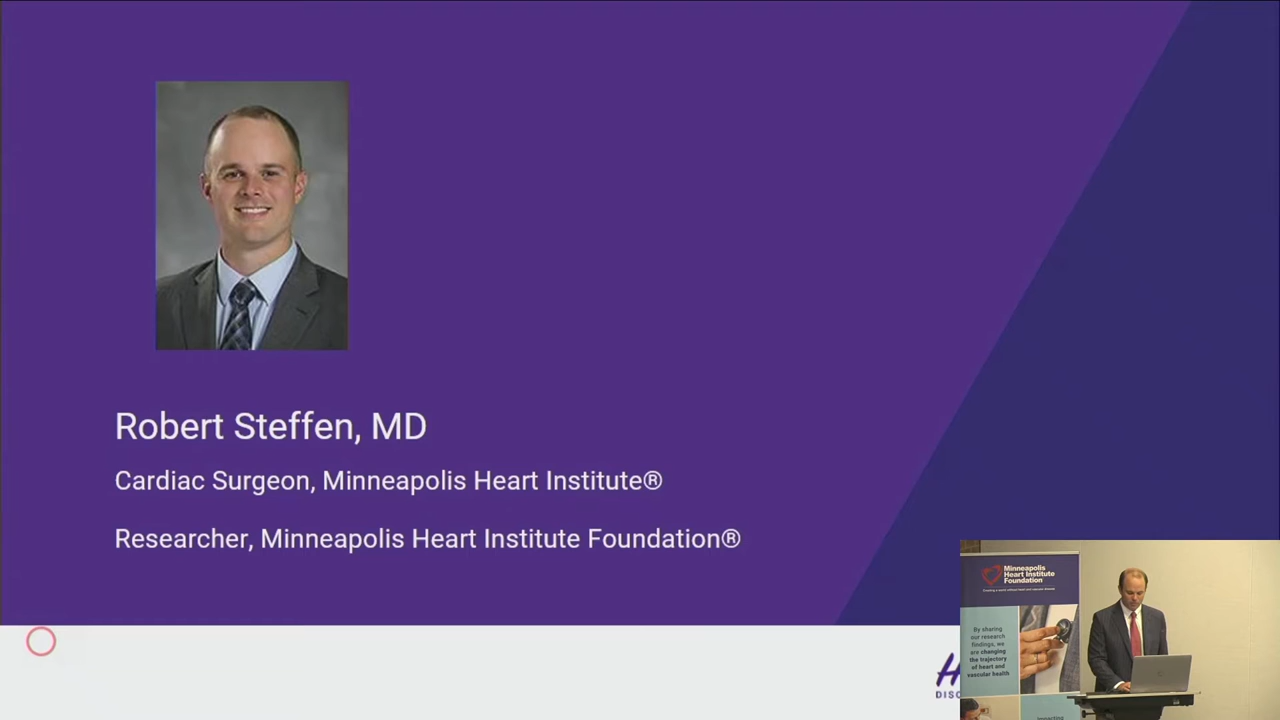 Robert Steffen, MD
Cardiac Surgeon, Minneapolis Heart Institute®
Researcher, Minneapolis Heart Institute Foundation®
Minneapolis
Heart Institute
Foundation
By sharing
our research
findings, we
are changing
the trajectory
of heart and
vascular health
H
DISC